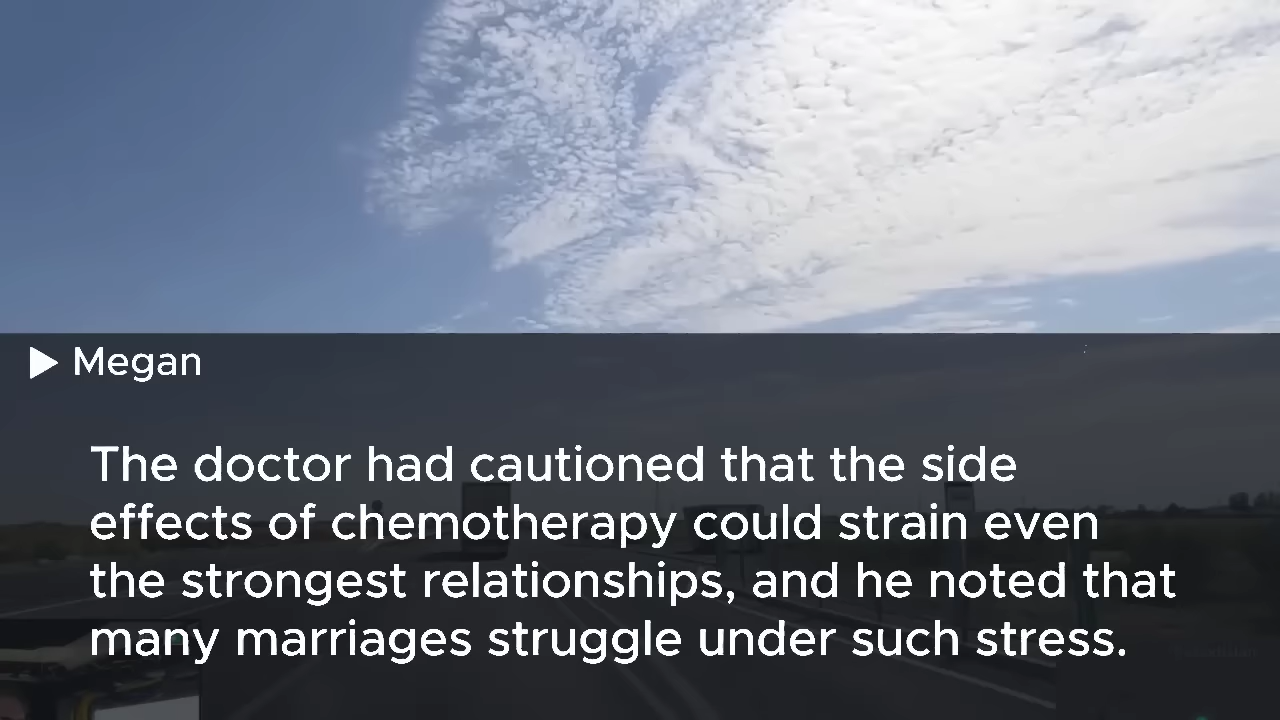 Megan
The doctor had cautioned that the side
effects of chemotherapy could strain even
the strongest relationships, and he noted that
many marriages struggle under such stress.